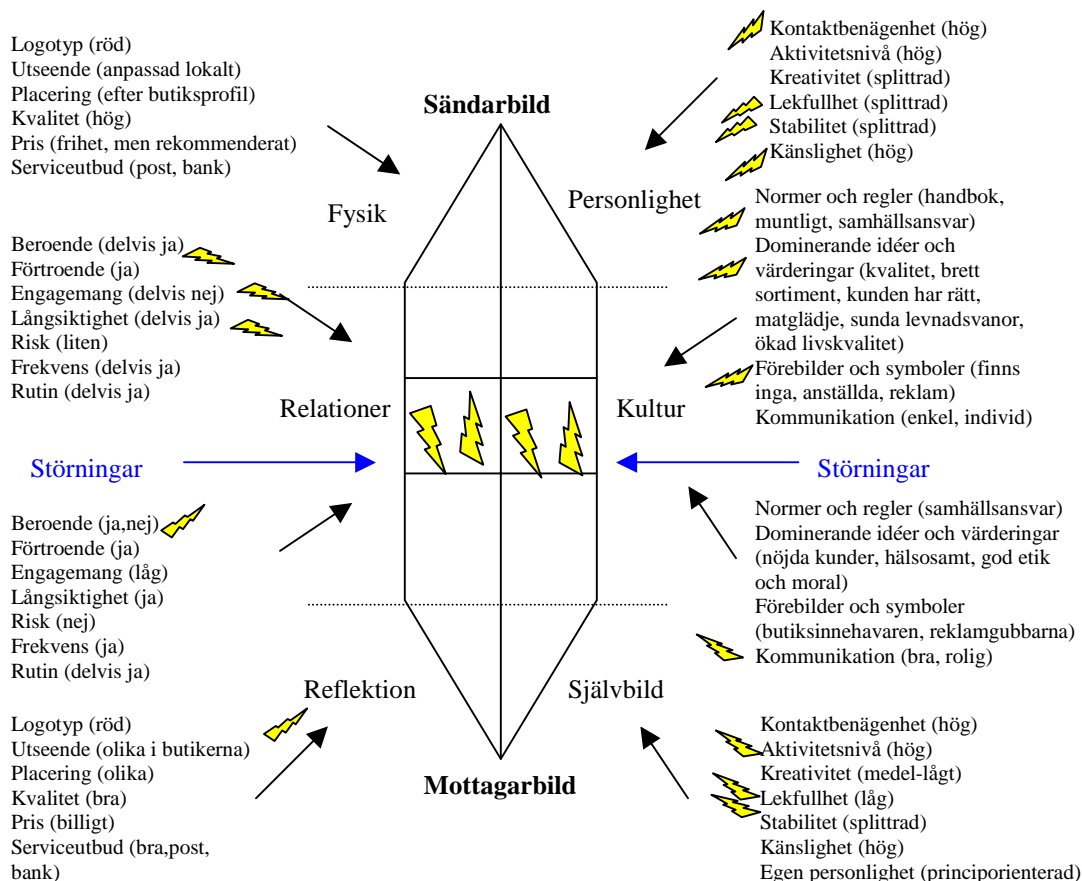 Logotyp (röd)
Utseende (anpassad lokalt)
Placering (efter butiksprofil)
Kvalitet (hög)
Pris (frihet, men rekommenderat)
Serviceutbud (post, bank)
Sändarbild
Kontaktbenägenhet (hög)
Aktivitetsnivå (hög)
Kreativitet (splittrad)
Lekfullhet (splittrad)
Stabilitet (splittrad)
Känslighet (hög)
Fysik
Personlighet
Beroende (delvis ja)
Förtroende (ja)
Engagemang (delvis nej)
Långsiktighet (delvis ja)
Risk (liten)
Frekvens (delvis ja)
Rutin (delvis ja)
Normer och regler (handbok,
muntligt, samhällsansvar)
Dominerande idéer och
värderingar (kvalitet, brett
sortiment, kunden har rätt,
matglädje, sunda levnadsvanor,
ökad livskvalitet)
Förebilder och symboler (finns
inga, anställda, reklam)
Kommunikation (enkel, individ)
Relationer
Kultur
Störningar
Störningar
Beroende (ja,nej)
Förtroende (ja)
Engagemang (låg)
Långsiktighet (ja)
Risk (nej)
Frekvens (ja)
Rutin (delvis ja)
Normer och regler (samhällsansvar)
Dominerande idéer och värderingar
(nöjda kunder, hälsosamt, god etik
och moral)
Förebilder och symboler
(butiksinnehavaren, reklamgubbarna)
Kommunikation (bra, rolig)
Reflektion
Självbild
Logotyp (röd)
Utseende (olika i butikerna)
Placering (olika)
Kvalitet (bra)
Pris (billigt)
Serviceutbud (bra,post,
bank)
Mottagarbild
Kontaktbenägenhet (hög)
Aktivitetsnivå (hög)
Kreativitet (medel-lågt)
Lekfullhet (låg)
Stabilitet (splittrad)
Känslighet (hög)
Egen personlighet (principorienterad)